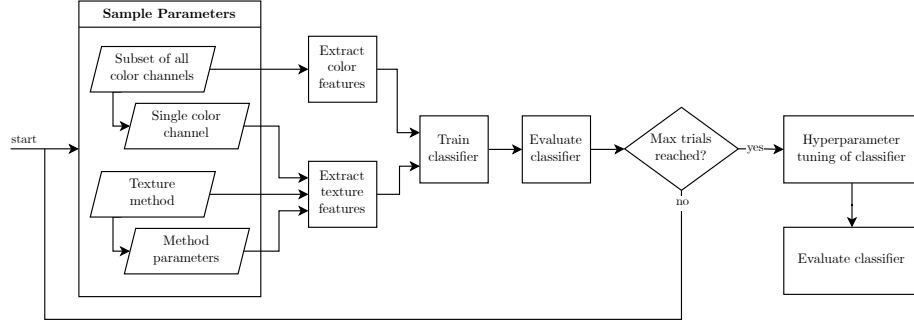 Sample Parameters
Subset of all
color channels
Single color
channel
Texture
method
Method
parameters
start
Extract
color
features
Extract
texture
features
Train
classifier
Evaluate
classifier
Max trials
reached?
yes
no
Hyperparameter
tuning of classifier
Evaluate classifier